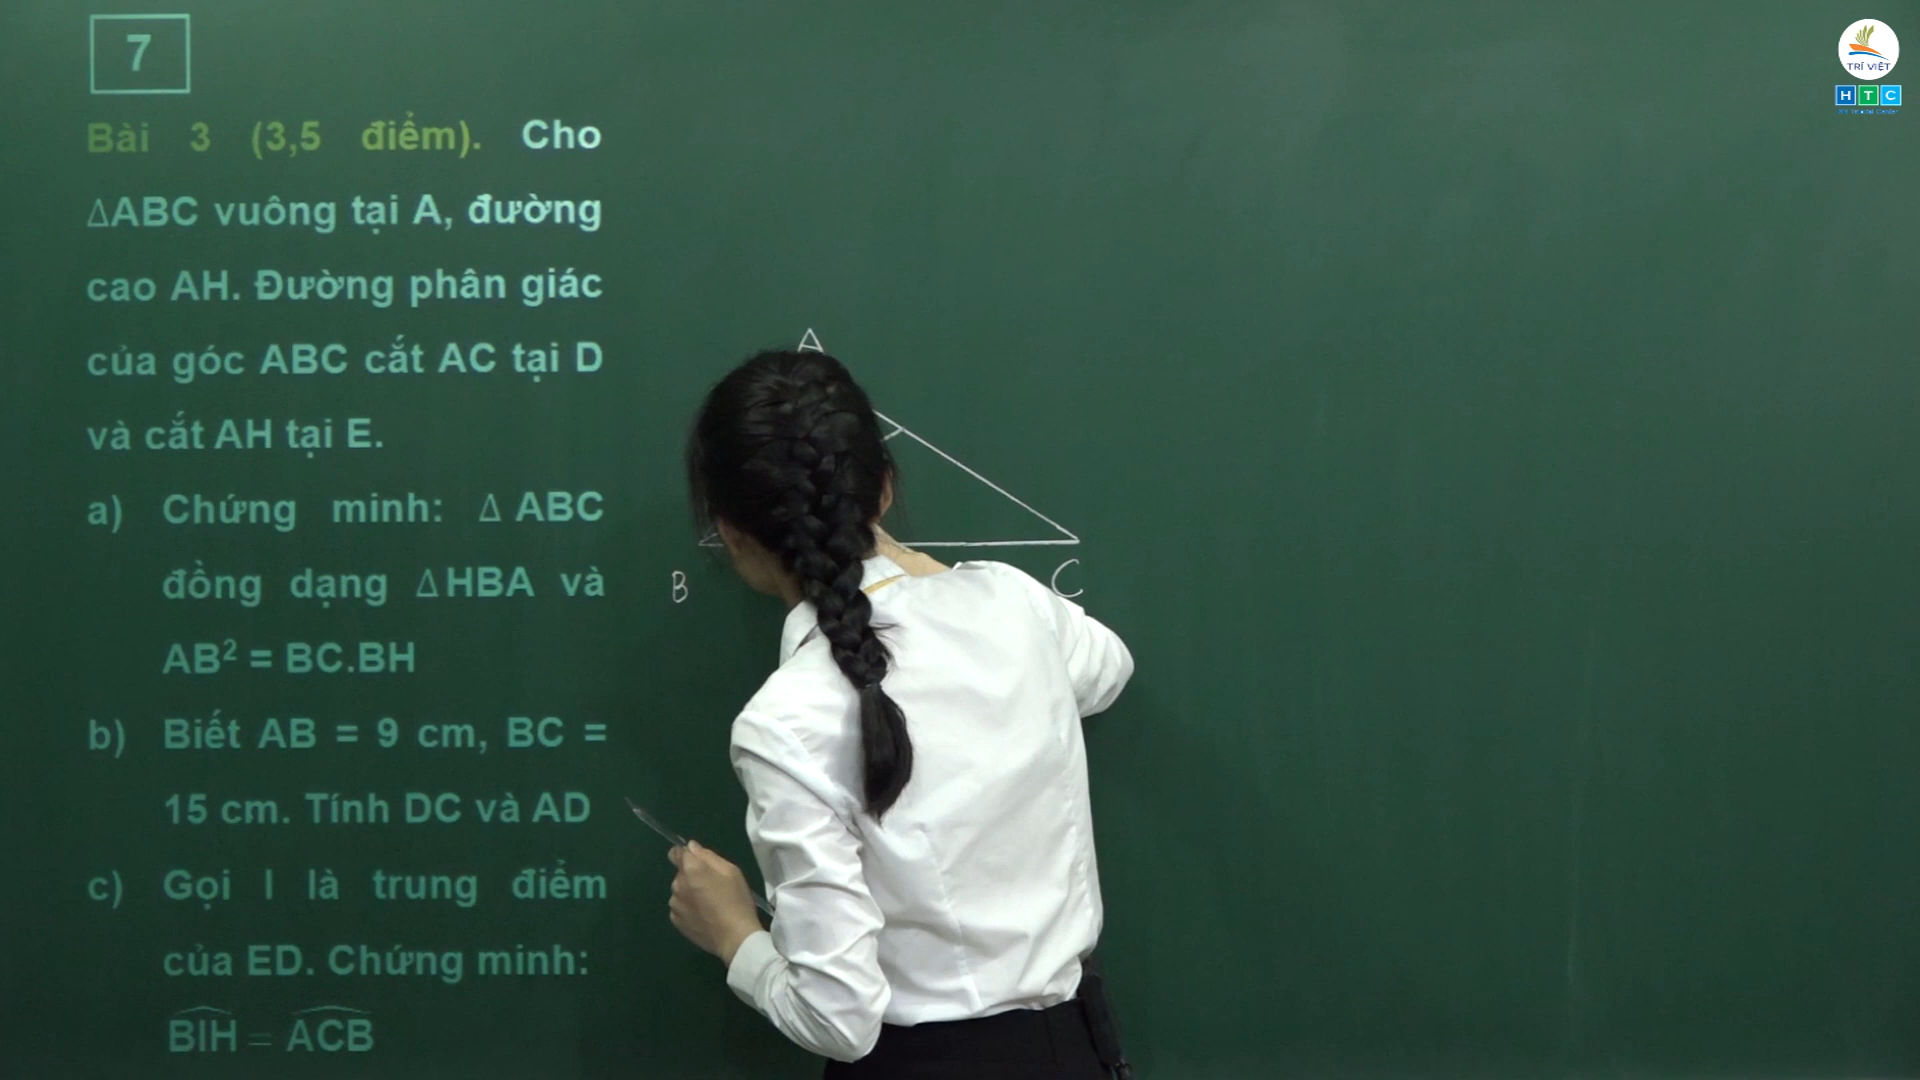 7
Bài 3 (3,5 điểm). Cho
ΔABC vuông tại A, đường
cao AH. Đường phân giác
của góc ABC cắt AC tại D
và cắt AH tại E.
a) Chứng minh: Δ ABC
đồng dạng ΔHBA và
AB² = BC.BH
b) Biết AB = 9 cm, BC =
15 cm. Tính DC và AD
c) Gọi I là trung điểm
của ED. Chứng minh:
$\widehat{BIH} = \widehat{ACB}$
A
B
C
TRÍ VIỆT
HTC